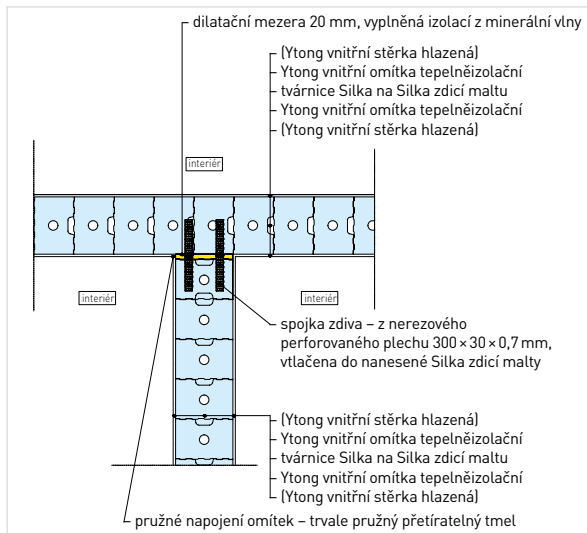 dilatační mezera 20 mm, vyplněná izolací z minerální vlny
(Ytong vnitřní stěrka hlazená)
Ytong vnitřní omítka tepelněizolační
tvárnice Silka na Silka zdicí maltu
Ytong vnitřní omítka tepelněizolační
(Ytong vnitřní stěrka hlazená)
interiér
interiér
interiér
spojka zdiva – z nerezového
perforovaného plechu 300 × 30 × 0,7 mm,
vtlačena do nanesené Silka zdicí malty
(Ytong vnitřní stěrka hlazená)
Ytong vnitřní omítka tepelněizolační
tvárnice Silka na Silka zdicí maltu
Ytong vnitřní omítka tepelněizolační
(Ytong vnitřní stěrka hlazená)
pružné napojení omítek – trvale pružný přetíratelný tmel